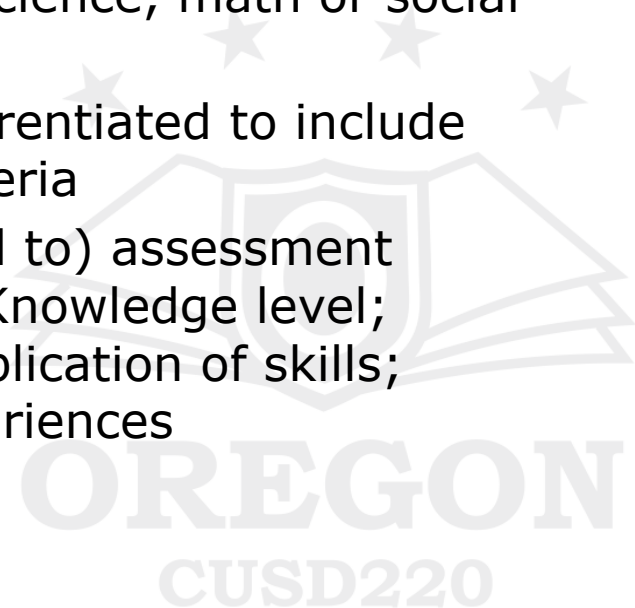 cience, math or social
rentiated to include
eria
l to) assessment
Knowledge level;
plication of skills;
riences
OREGON
CUSD220